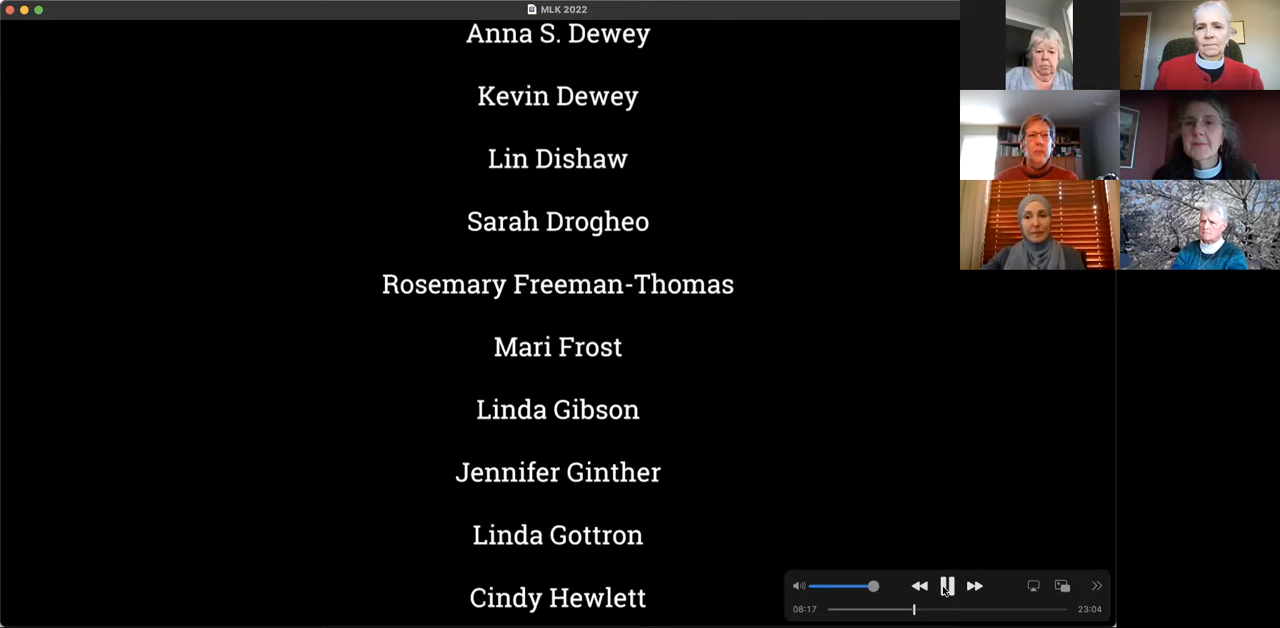 MLK 2022
Anna S. Dewey
Kevin Dewey
Lin Dishaw
Sarah Drogheo
Rosemary Freeman-Thomas
Mari Frost
Linda Gibson
Jennifer Ginther
Linda Gottron
Cindy Hewlett
08:17
23:04